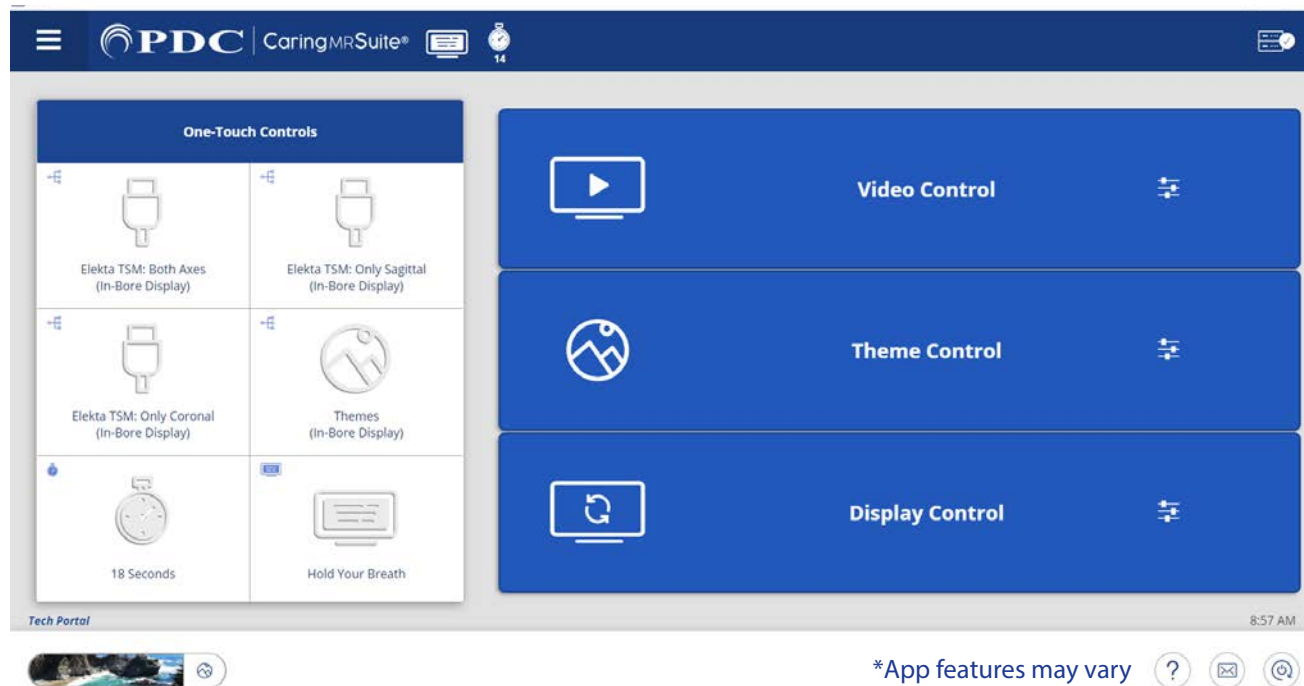 PDC CaringMRSuite®
14
One-Touch Controls
Elekta TSM: Both Axes
(In-Bore Display)
Elekta TSM: Only Sagittal
(In-Bore Display)
Elekta TSM: Only Coronal
(In-Bore Display)
Themes
(In-Bore Display)
18 Seconds
Hold Your Breath
Video Control
Theme Control
Display Control
Tech Portal
8:57 AM
*App features may vary
?